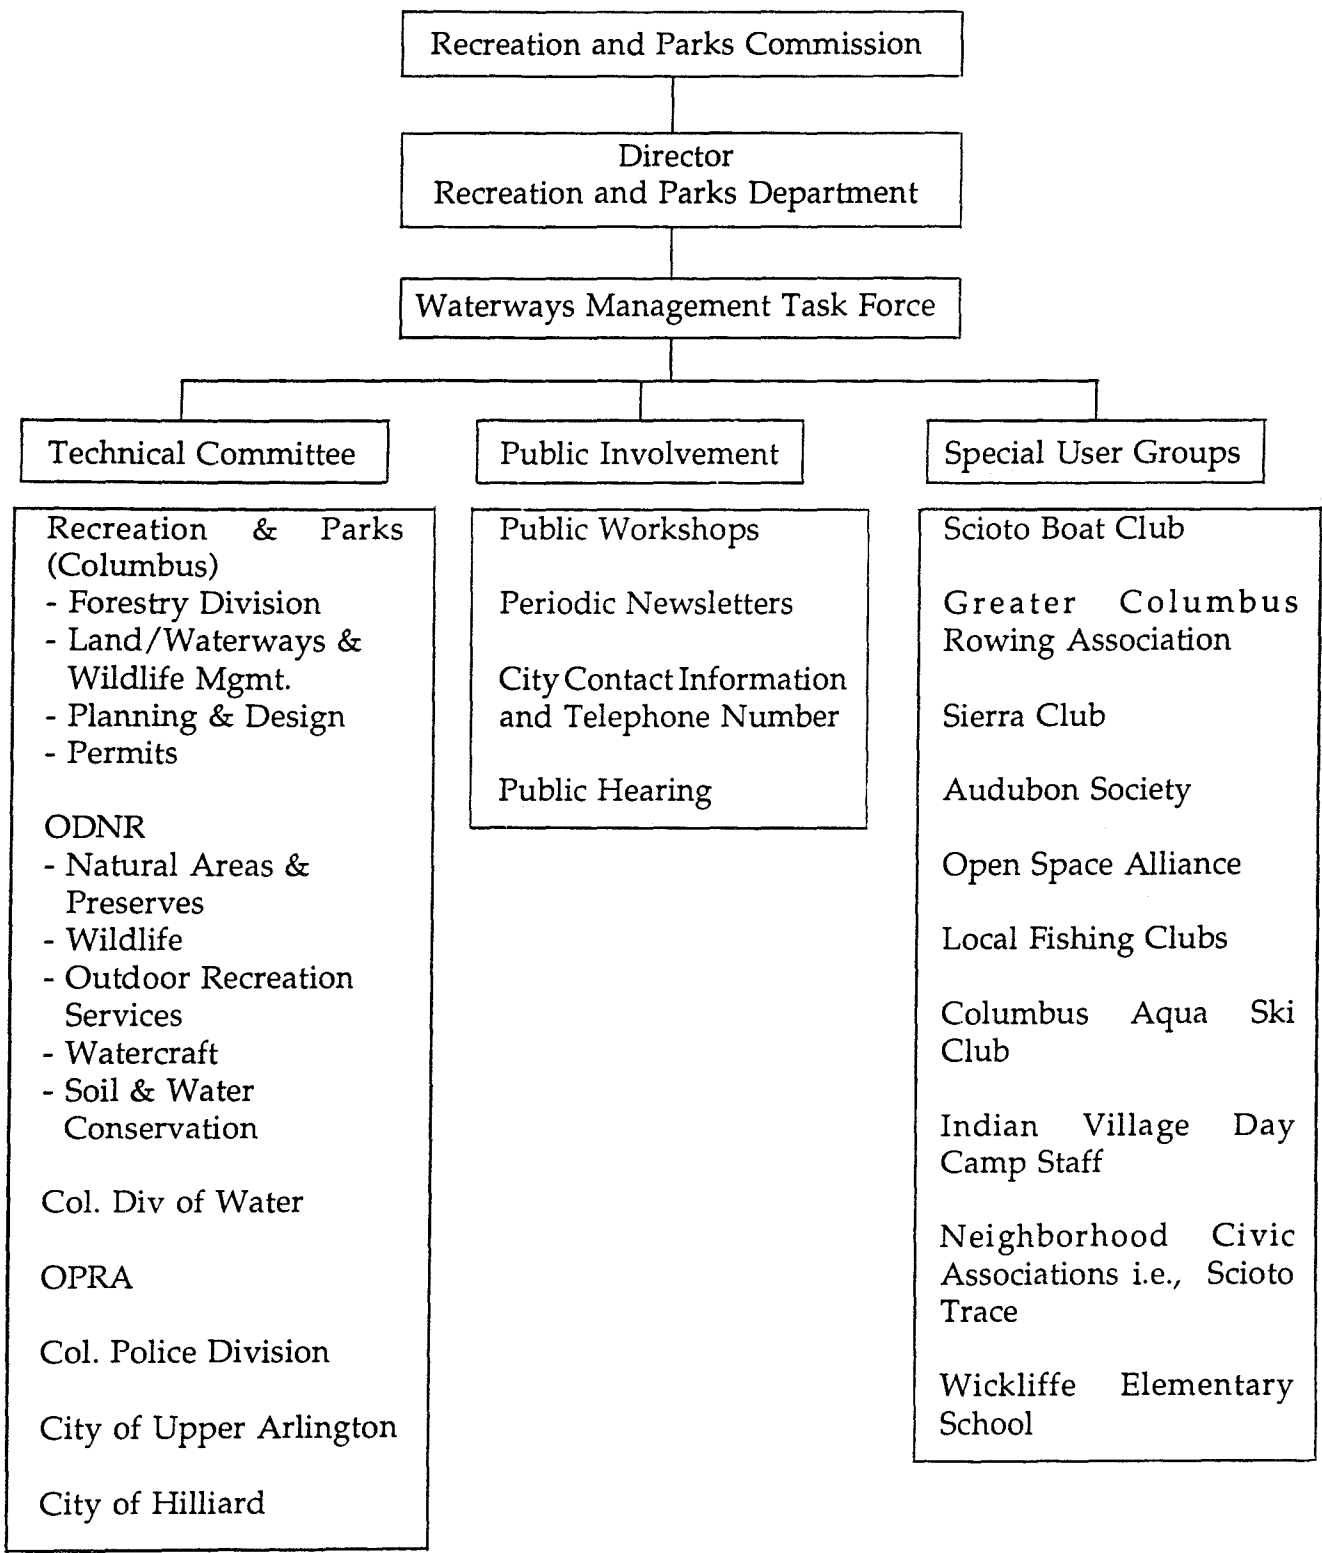 Recreation and Parks Commission
Director
Recreation and Parks Department
Waterways Management Task Force
Technical Committee
Recreation & Parks
(Columbus)
- Forestry Division
- Land/Waterways &
Wildlife Mgmt.
- Planning & Design
- Permits
ODNR
- Natural Areas &
Preserves
- Wildlife
- Outdoor Recreation
Services
- Watercraft
- Soil & Water
Conservation
Col. Div of Water
OPRA
Col. Police Division
City of Upper Arlington
City of Hilliard
Public Involvement
Public Workshops
Periodic Newsletters
City Contact Information
and Telephone Number
Public Hearing
Special User Groups
Scioto Boat Club
Greater Columbus
Rowing Association
Sierra Club
Audubon Society
Open Space Alliance
Local Fishing Clubs
Columbus Aqua Ski
Club
Indian Village Day
Camp Staff
Neighborhood Civic
Associations i.e., Scioto
Trace
Wickliffe Elementary
School